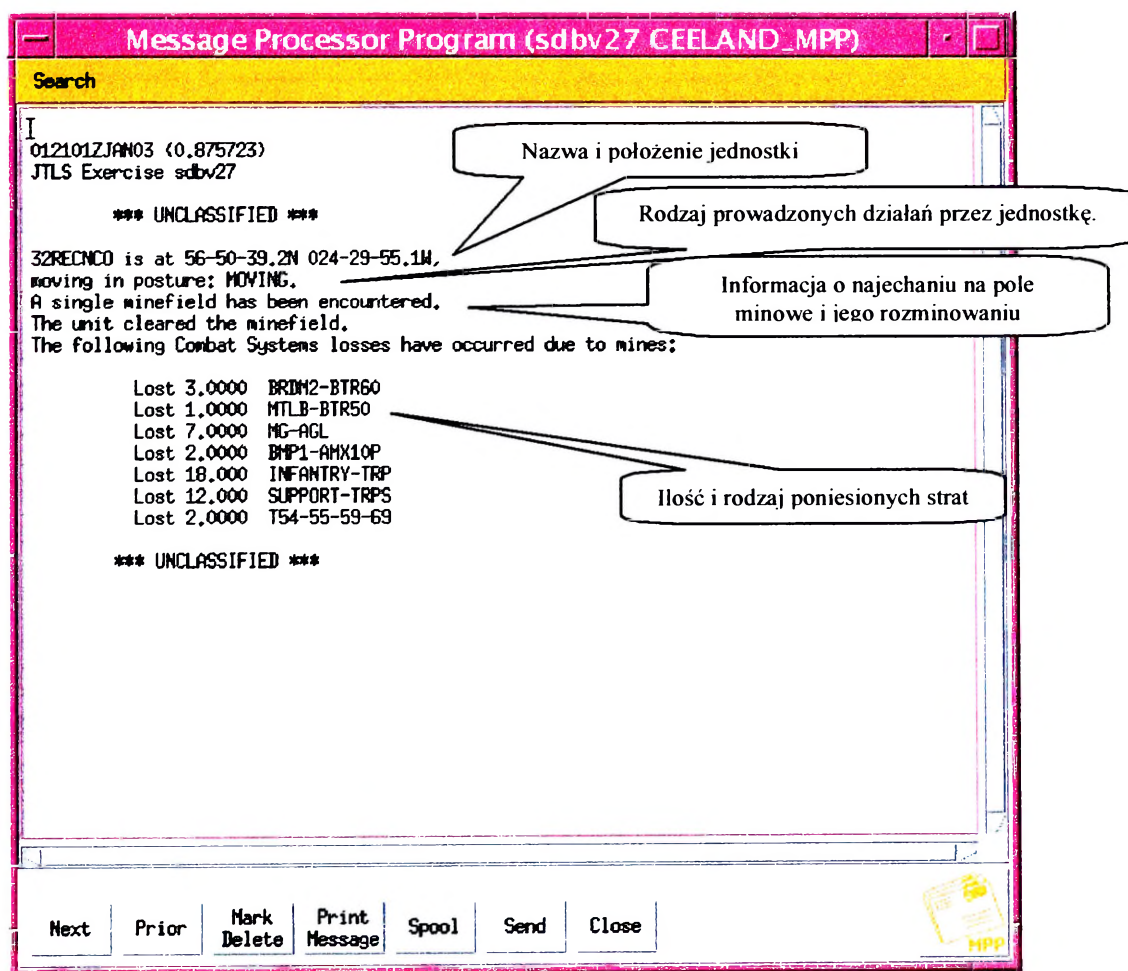 Message Processor Program (sdbv27 CEELAND_MPP)
Search
012101ZJAN03 (0.875723)
JTLS Exercise sdbv27
*** UNCLASSIFIED ***
32RECNCO is at 56-50-39.2N 024-29-55.1W,
moving in posture: MOVING.
A single minefield has been encountered.
The unit cleared the minefield.
The following Combat Systems losses have occurred due to mines:
Lost 3.0000 BRDM2-BTR60
Lost 1.0000 MTLB-BTR50
Lost 7.0000 MG-AGL
Lost 2.0000 BMP1-AMX10P
Lost 18.000 INFANTRY-TRP
Lost 12.000 SUPPORT-TRPS
Lost 2.0000 T54-55-59-69
*** UNCLASSIFIED ***
Nazwa i położenie jednostki
Rodzaj prowadzonych działań przez jednostkę.
Informacja o najechaniu na pole
minowe i jego rozminowaniu
Ilość i rodzaj poniesionych strat
Next
Prior
Mark
Delete
Print
Message
Spool
Send
Close
MPP